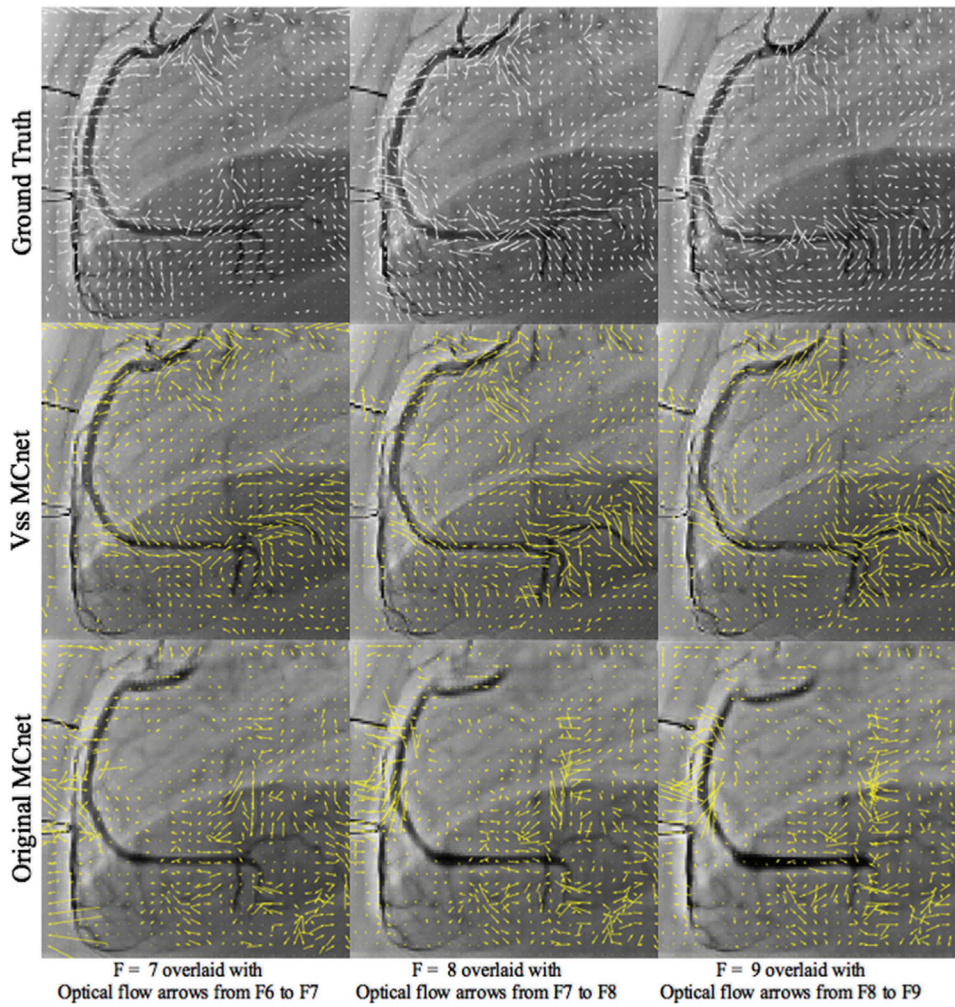 Ground Truth
Vss MCnet
Original MCnet
F = 7 overlaid with
Optical flow arrows from F6 to F7
F = 8 overlaid with
Optical flow arrows from F7 to F8
F = 9 overlaid with
Optical flow arrows from F8 to F9